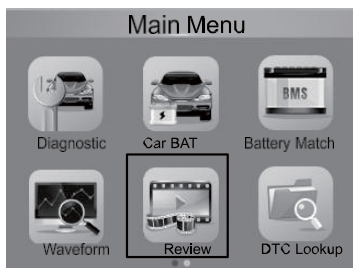 Main Menu
BMS
Diagnostic
Car BAT
Battery Match
Waveform
Review
DTC Lookup